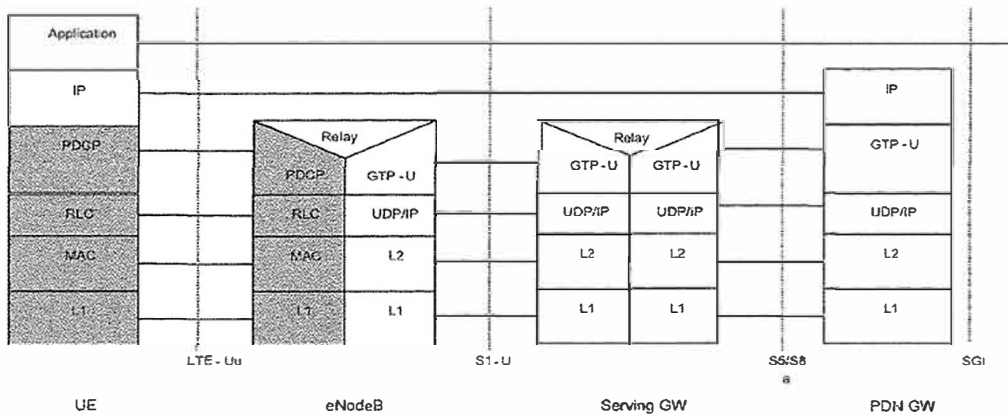 Application
IP
IP
PDCP
Relay
Relay
GTP - U
PDCP
GTP - U
GTP - U
GTP - U
RLC
RLC
UDP/IP
UDP/IP
UDP/IP
UDP/IP
MAC
MAC
L2
L2
L2
L2
L1
L1
L1
L1
L1
L1
LTE - Uu
S1 - U
S5/S8
a
SGi
UE
eNodeB
Serving GW
PDN GW